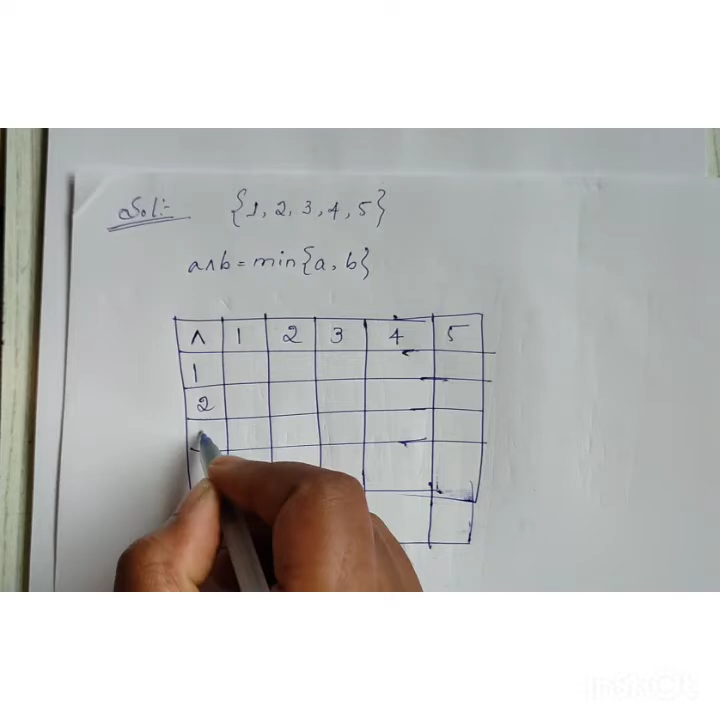 Sol:-
{1, 2, 3, 4, 5}
a∧b = min{a, b}
∧ 1 2 3 4 5
1
2